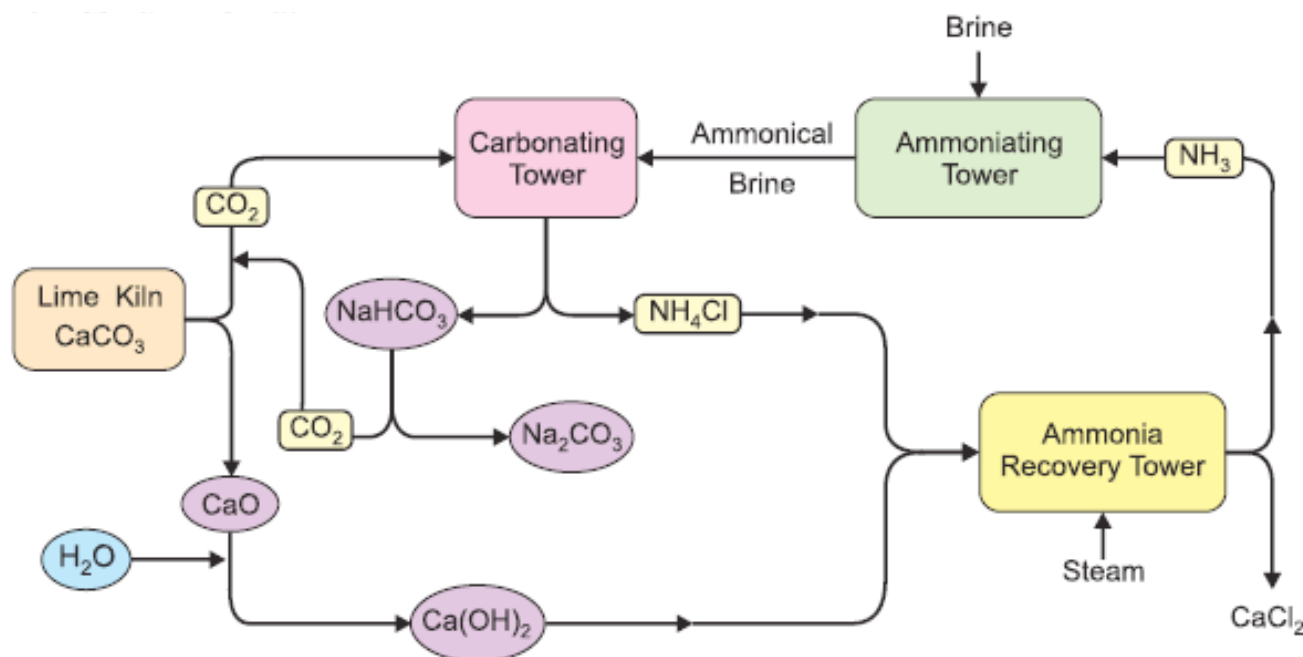 Brine
Carbonating
Tower
Ammonical
Brine
Ammoniating
Tower
NH₃
CO₂
Lime Kiln
CaCO₃
NaHCO₃
NH₄Cl
CO₂
Na₂CO₃
Ammonia
Recovery Tower
CaO
H₂O
Steam
Ca(OH)₂
CaCl₂